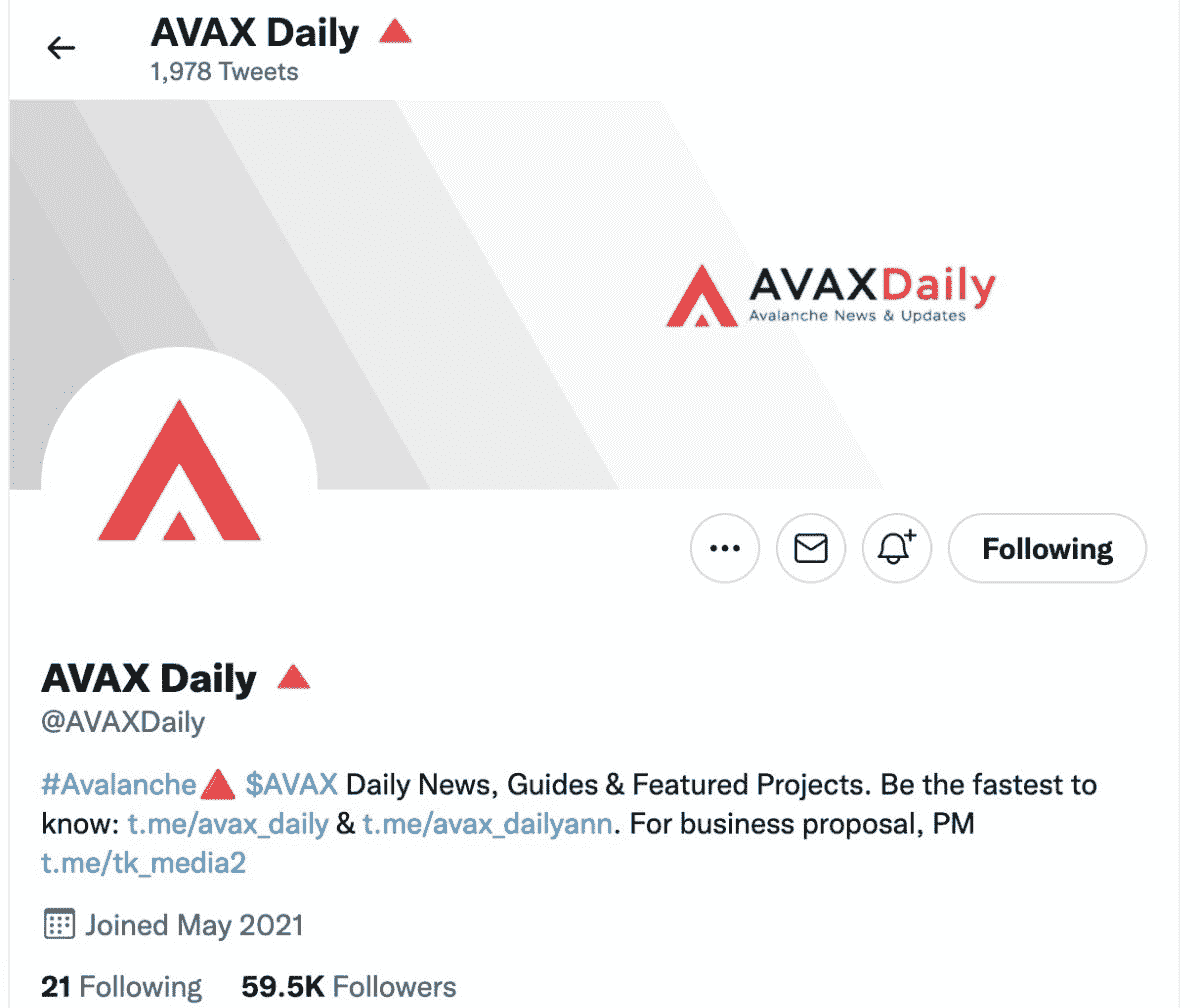 AVAX Daily 🔺
1,978 Tweets
AVAXDaily
Avalanche News & Updates
Following
AVAX Daily 🔺
@AVAXDaily
#Avalanche🔺 $AVAX Daily News, Guides & Featured Projects. Be the fastest to
know: t.me/avax_daily & t.me/avax_dailyann. For business proposal, PM
t.me/tk_media2
Joined May 2021
21 Following 59.5K Followers